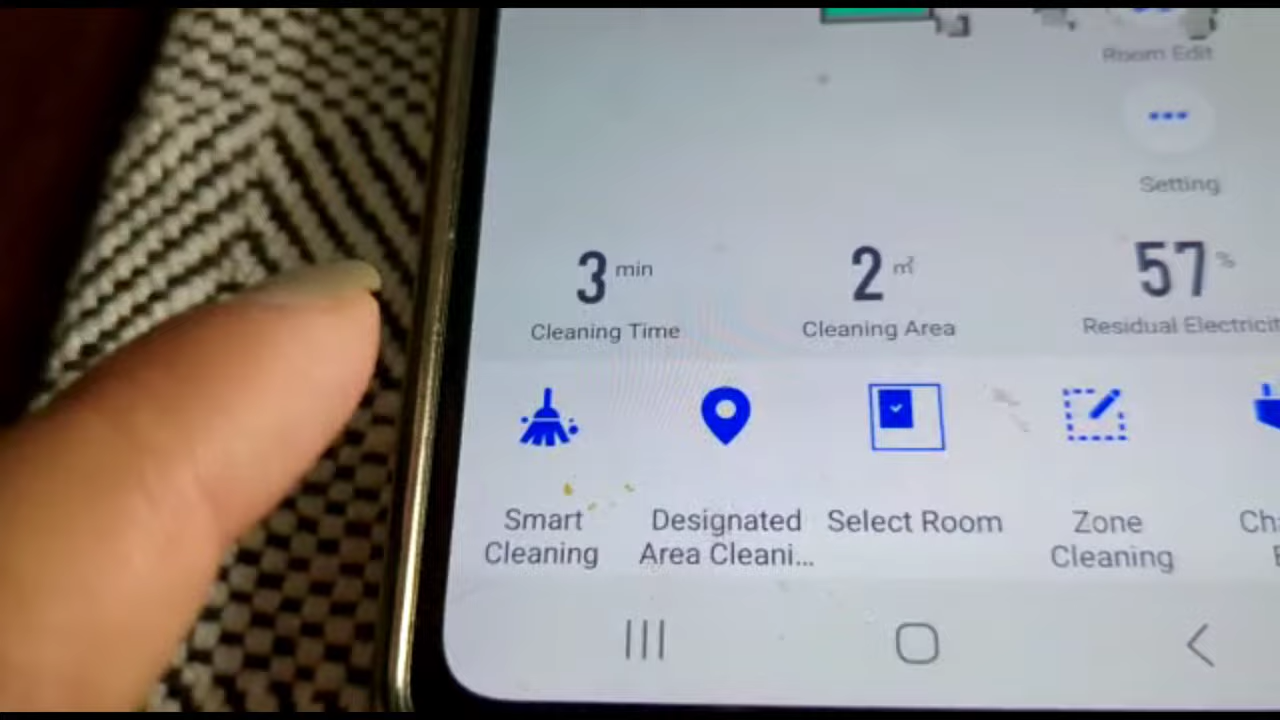 Room Edit
Setting
3 min
2 ㎡
57 %
Cleaning Time
Cleaning Area
Residual Electricit
Smart
Cleaning
Designated
Area Cleani...
Select Room
Zone
Cleaning
Ch